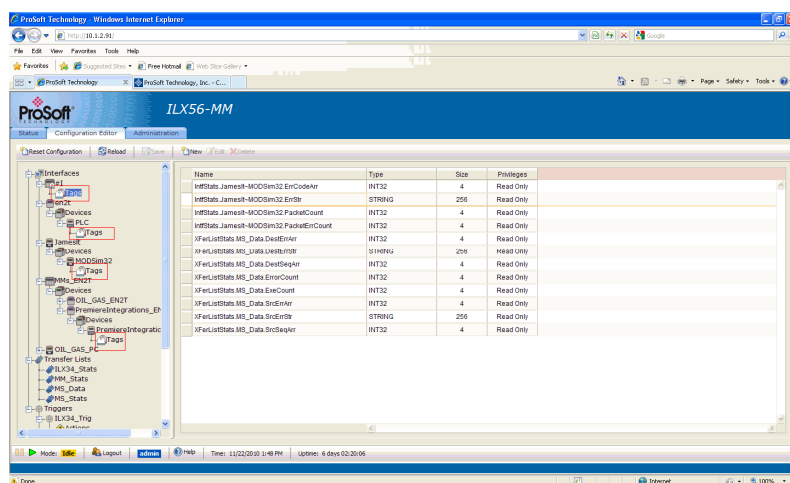 ProSoft Technology - Windows Internet Explorer
http://10.1.2.91/
Google
File Edit View Favorites Tools Help
Favorites Suggested Sites Free Hotmail Web Slice Gallery
ProSoft Technology ProSoft Technology, Inc. - C... Page Safety Tools
ProSoft
TECHNOLOGY
ILX56-MM
Status Configuration Editor Administration
Reset Configuration Reload Save New Edit Delete
Interfaces
#I
Tags
en2t
Devices
PLC
Tags
JamesIt
Devices
MODSim32
Tags
MMs_EN2T
Devices
OIL_GAS_EN2T
PremiereIntegrations_EN
Devices
PremiereIntegratic
Tags
OIL_GAS_PC
Transfer Lists
ILX34_Stats
MM_Stats
MS_Data
MS_Stats
Triggers
ILX34_Trig
Actions
Name Type Size Privileges
IntfStats.JamesIt~MODSim32.ErrCodeArr INT32 4 Read Only
IntfStats.JamesIt~MODSim32.ErrStr STRING 256 Read Only
IntfStats.JamesIt~MODSim32.PacketCount INT32 4 Read Only
IntfStats.JamesIt~MODSim32.PacketErrCount INT32 4 Read Only
XFerListStats.MS_Data.DestErrArr INT32 4 Read Only
XFerListStats.MS_Data.DestErrStr STRING 256 Read Only
XFerListStats.MS_Data.DestSeqArr INT32 4 Read Only
XFerListStats.MS_Data.ErrorCount INT32 4 Read Only
XFerListStats.MS_Data.ExeCount INT32 4 Read Only
XFerListStats.MS_Data.SrcErrArr INT32 4 Read Only
XFerListStats.MS_Data.SrcErrStr STRING 256 Read Only
XFerListStats.MS_Data.SrcSeqArr INT32 4 Read Only
Mode: Idle Logout admin Help Time: 11/22/2010 1:48 PM Uptime: 6 days 02:20:06
Done Internet 100%